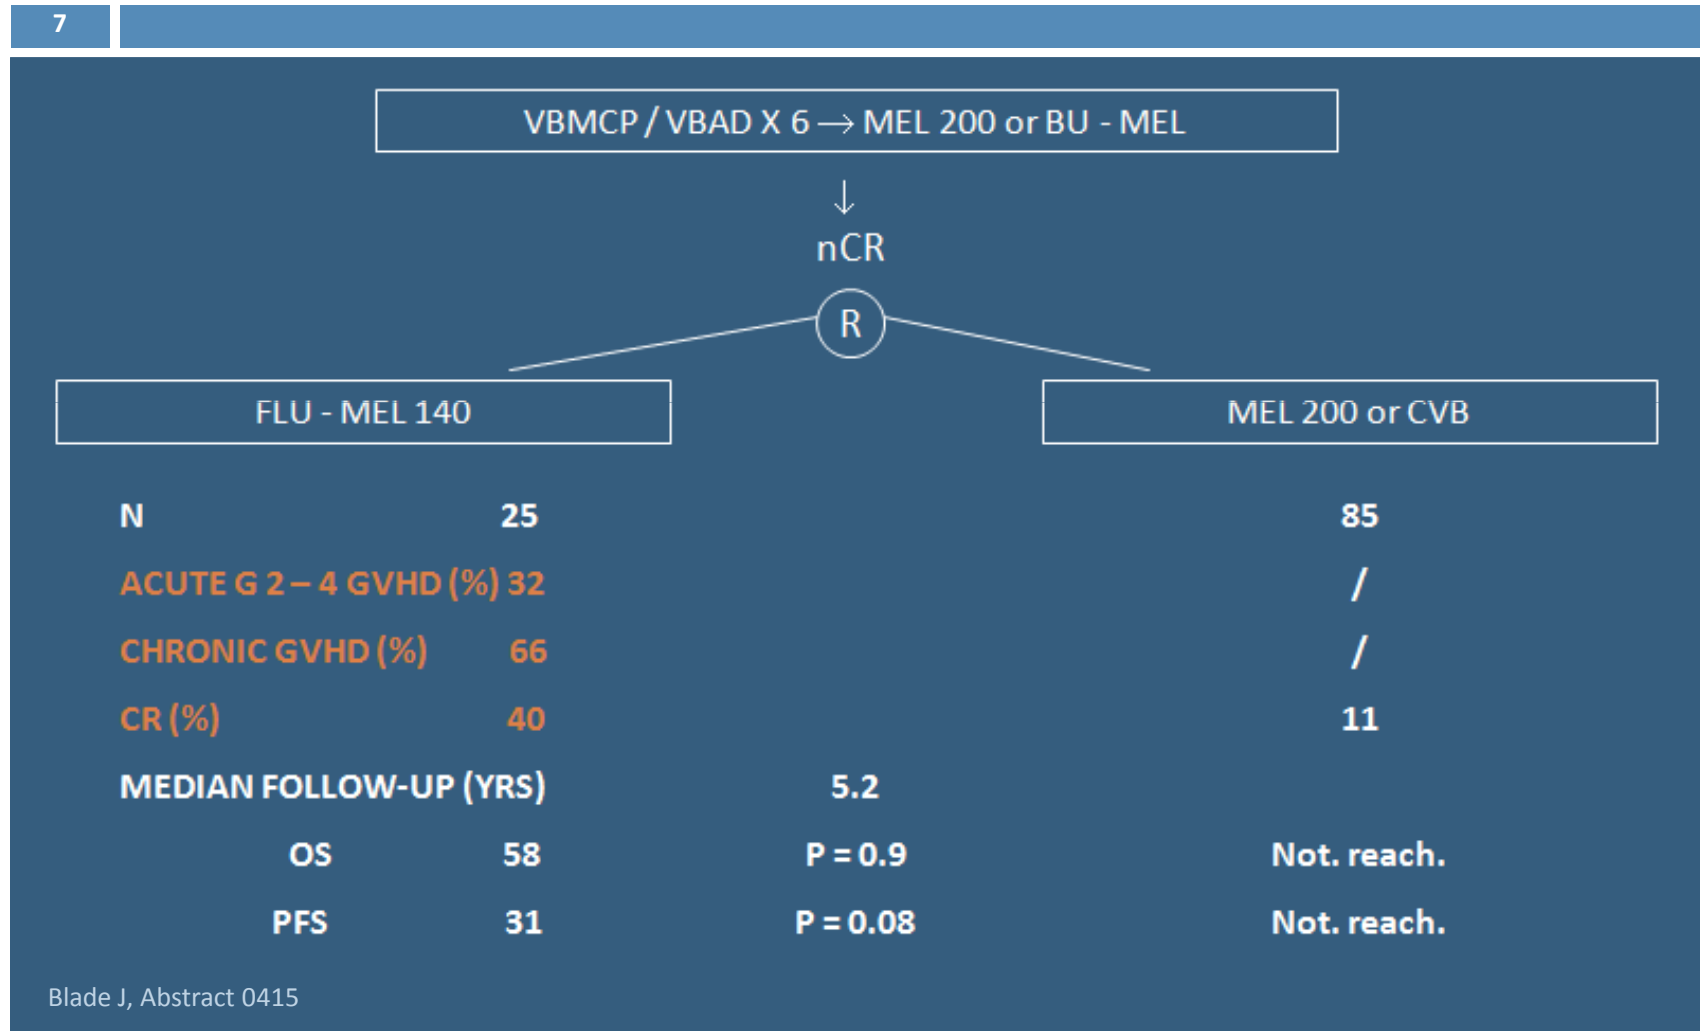 7
VBMCP / VBAD X 6 → MEL 200 or BU - MEL
↓
nCR
R
FLU - MEL 140 MEL 200 or CVB
N 25 85
ACUTE G 2 – 4 GVHD (%) 32 /
CHRONIC GVHD (%) 66 /
CR (%) 40 11
MEDIAN FOLLOW-UP (YRS) 5.2
OS 58 P = 0.9 Not. reach.
PFS 31 P = 0.08 Not. reach.
Blade J, Abstract 0415